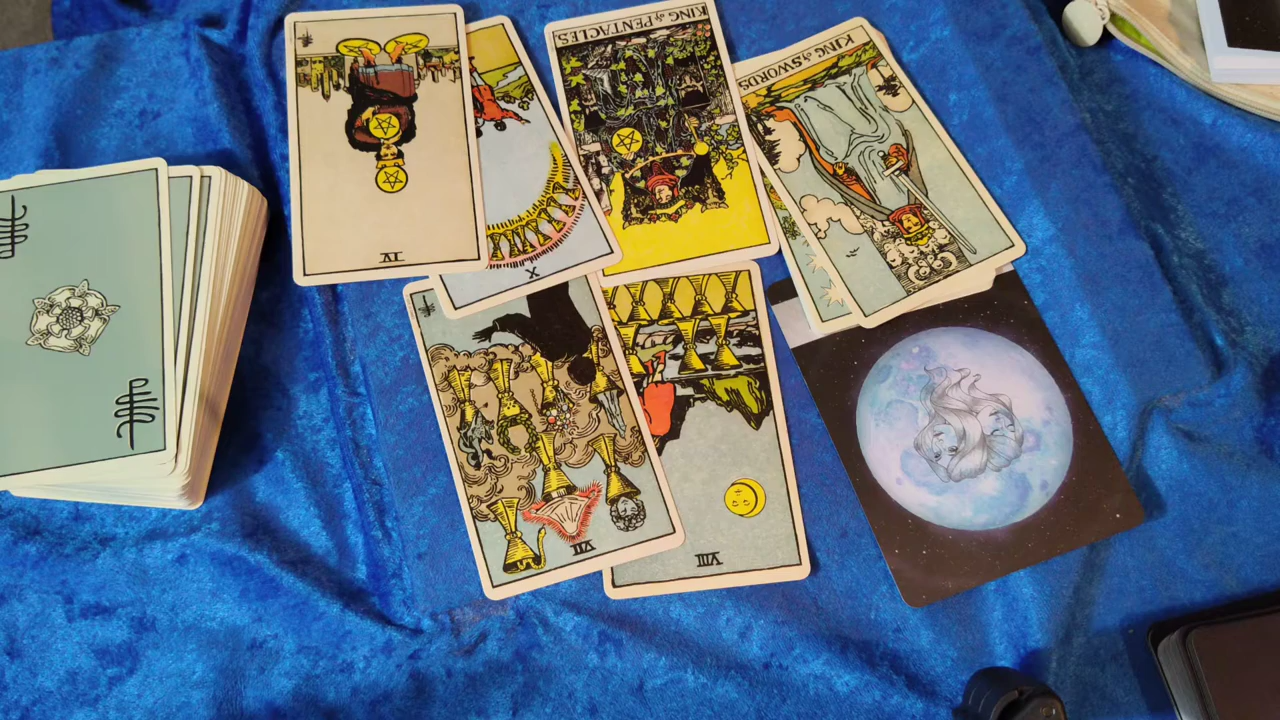 IV
X
KING of PENTACLES
KING of SWORDS
VII
VIII